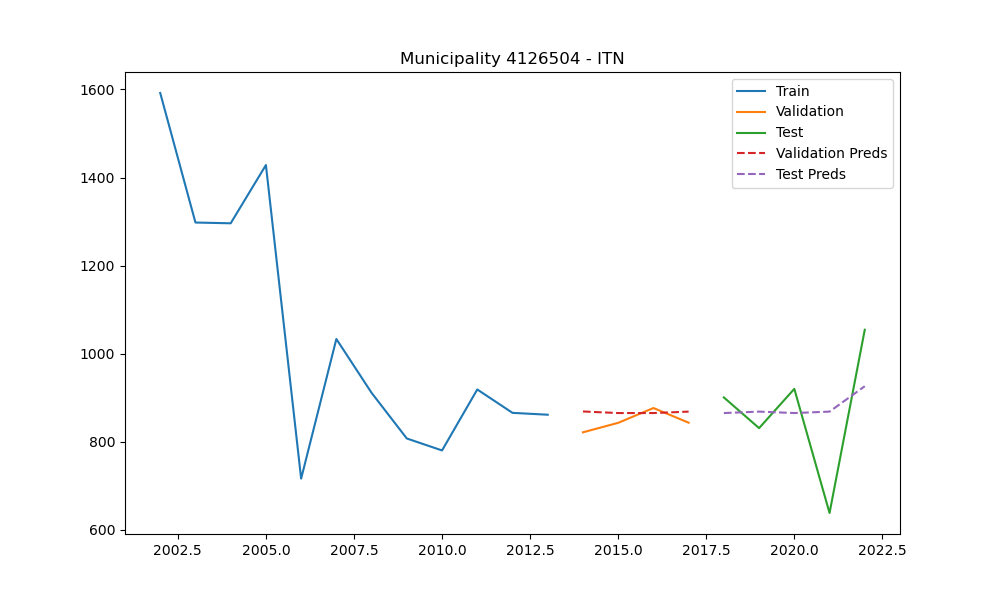 Municipality 4126504 - ITN
Train
Validation
Test
Validation Preds
Test Preds
1600
1400
1200
1000
800
600
2002.5 2005.0 2007.5 2010.0 2012.5 2015.0 2017.5 2020.0 2022.5